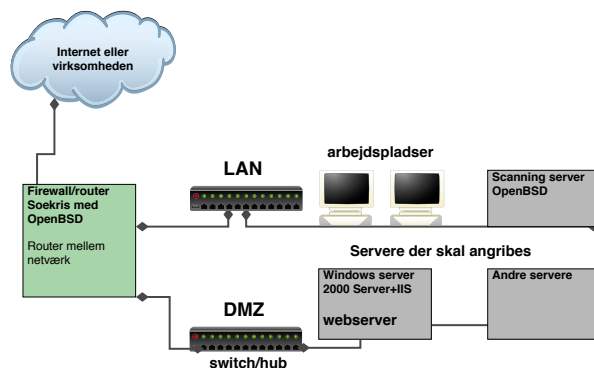 Internet eller
virksomheden
arbejdspladser
LAN
Scanning server
OpenBSD
Firewall/router
Soekris med
OpenBSD
Router mellem
netværk
Servere der skal angribes
Windows server
2000 Server+IIS
webserver
Andre servere
DMZ
switch/hub